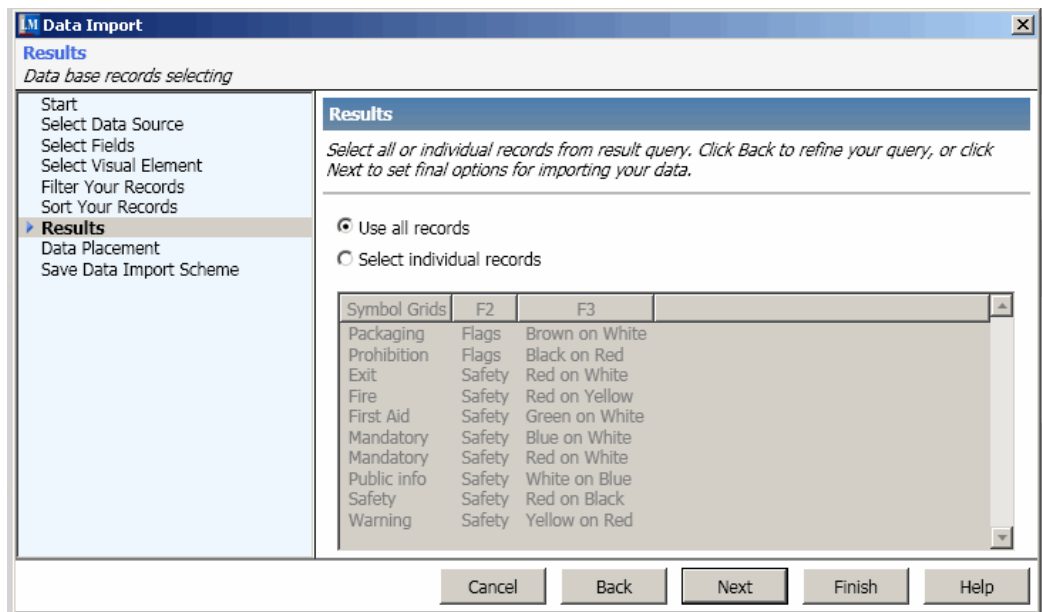 LM Data Import
Results
Data base records selecting
Start
Select Data Source
Select Fields
Select Visual Element
Filter Your Records
Sort Your Records
Results
Data Placement
Save Data Import Scheme
Results
Select all or individual records from result query. Click Back to refine your query, or click
Next to set final options for importing your data.
Use all records
Select individual records
Symbol Grids F2 F3
Packaging Flags Brown on White
Prohibition Flags Black on Red
Exit Safety Red on White
Fire Safety Red on Yellow
First Aid Safety Green on White
Mandatory Safety Blue on White
Mandatory Safety Red on White
Public info Safety White on Blue
Safety Safety Red on Black
Warning Safety Yellow on Red
Cancel Back Next Finish Help